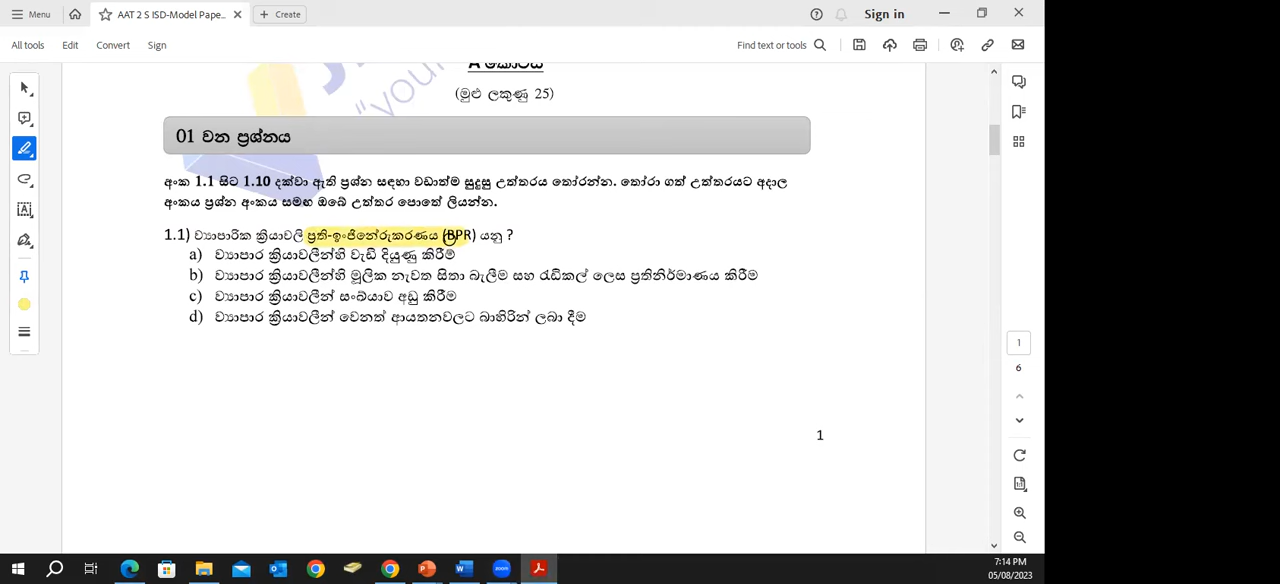 Menu
AAT 2 S ISD-Model Pape...
Create
Sign in
All tools Edit Convert Sign
Find text or tools
A කොටස
"you
(මුළු ලකුණු 25)
01 වන ප්‍රශ්නය
අංක 1.1 සිට 1.10 දක්වා ඇති ප්‍රශ්න සඳහා වඩාත්ම සුදුසු උත්තරය තෝරන්න. තෝරා ගත් උත්තරයට අදාල
අංකය ප්‍රශ්න අංකය සමඟ ඔබේ උත්තර පොතේ ලියන්න.
1.1) ව්‍යාපාරික ක්‍රියාවලි ප්‍රති-ඉංජිනේරුකරණය (BPR) යනු ?
a) ව්‍යාපාර ක්‍රියාවලීන්හි වැඩි දියුණු කිරීම්
b) ව්‍යාපාර ක්‍රියාවලීන්හි මූලික නැවත සිතා බැලීම සහ රැඩිකල් ලෙස ප්‍රතිනිර්මාණය කිරීම
c) ව්‍යාපාර ක්‍රියාවලීන් සංඛ්‍යාව අඩු කිරීම
d) ව්‍යාපාර ක්‍රියාවලීන් වෙනත් ආයතනවලට බාහිරින් ලබා දීම
1
1
6
7:14 PM
05/08/2023